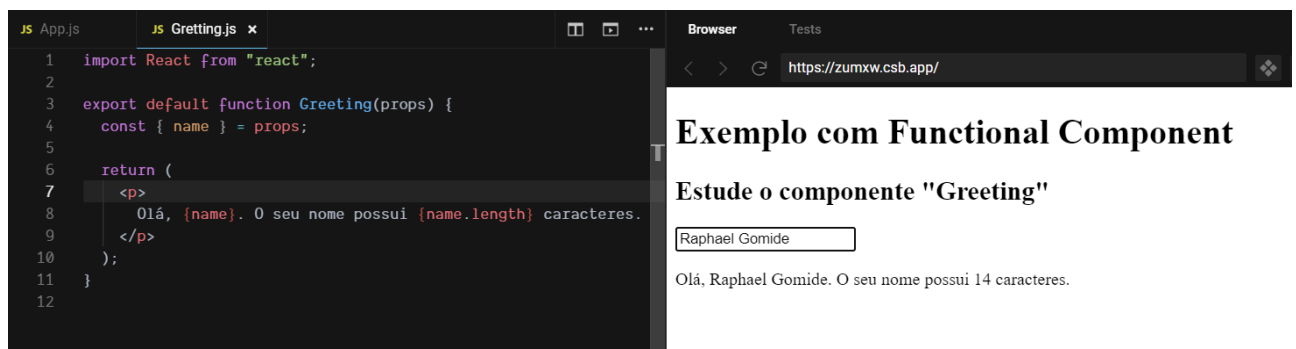 JS App.js JS Gretting.js × ...
1 import React from "react";
2
3 export default function Greeting(props) {
4 const { name } = props;
5
6 return (
7 <p>
8 Olá, {name}. O seu nome possui {name.length} caracteres.
9 </p>
10 );
11 }
12
Browser Tests
https://zumxw.csb.app/
Exemplo com Functional Component
Estude o componente "Greeting"
Raphael Gomide
Olá, Raphael Gomide. O seu nome possui 14 caracteres.